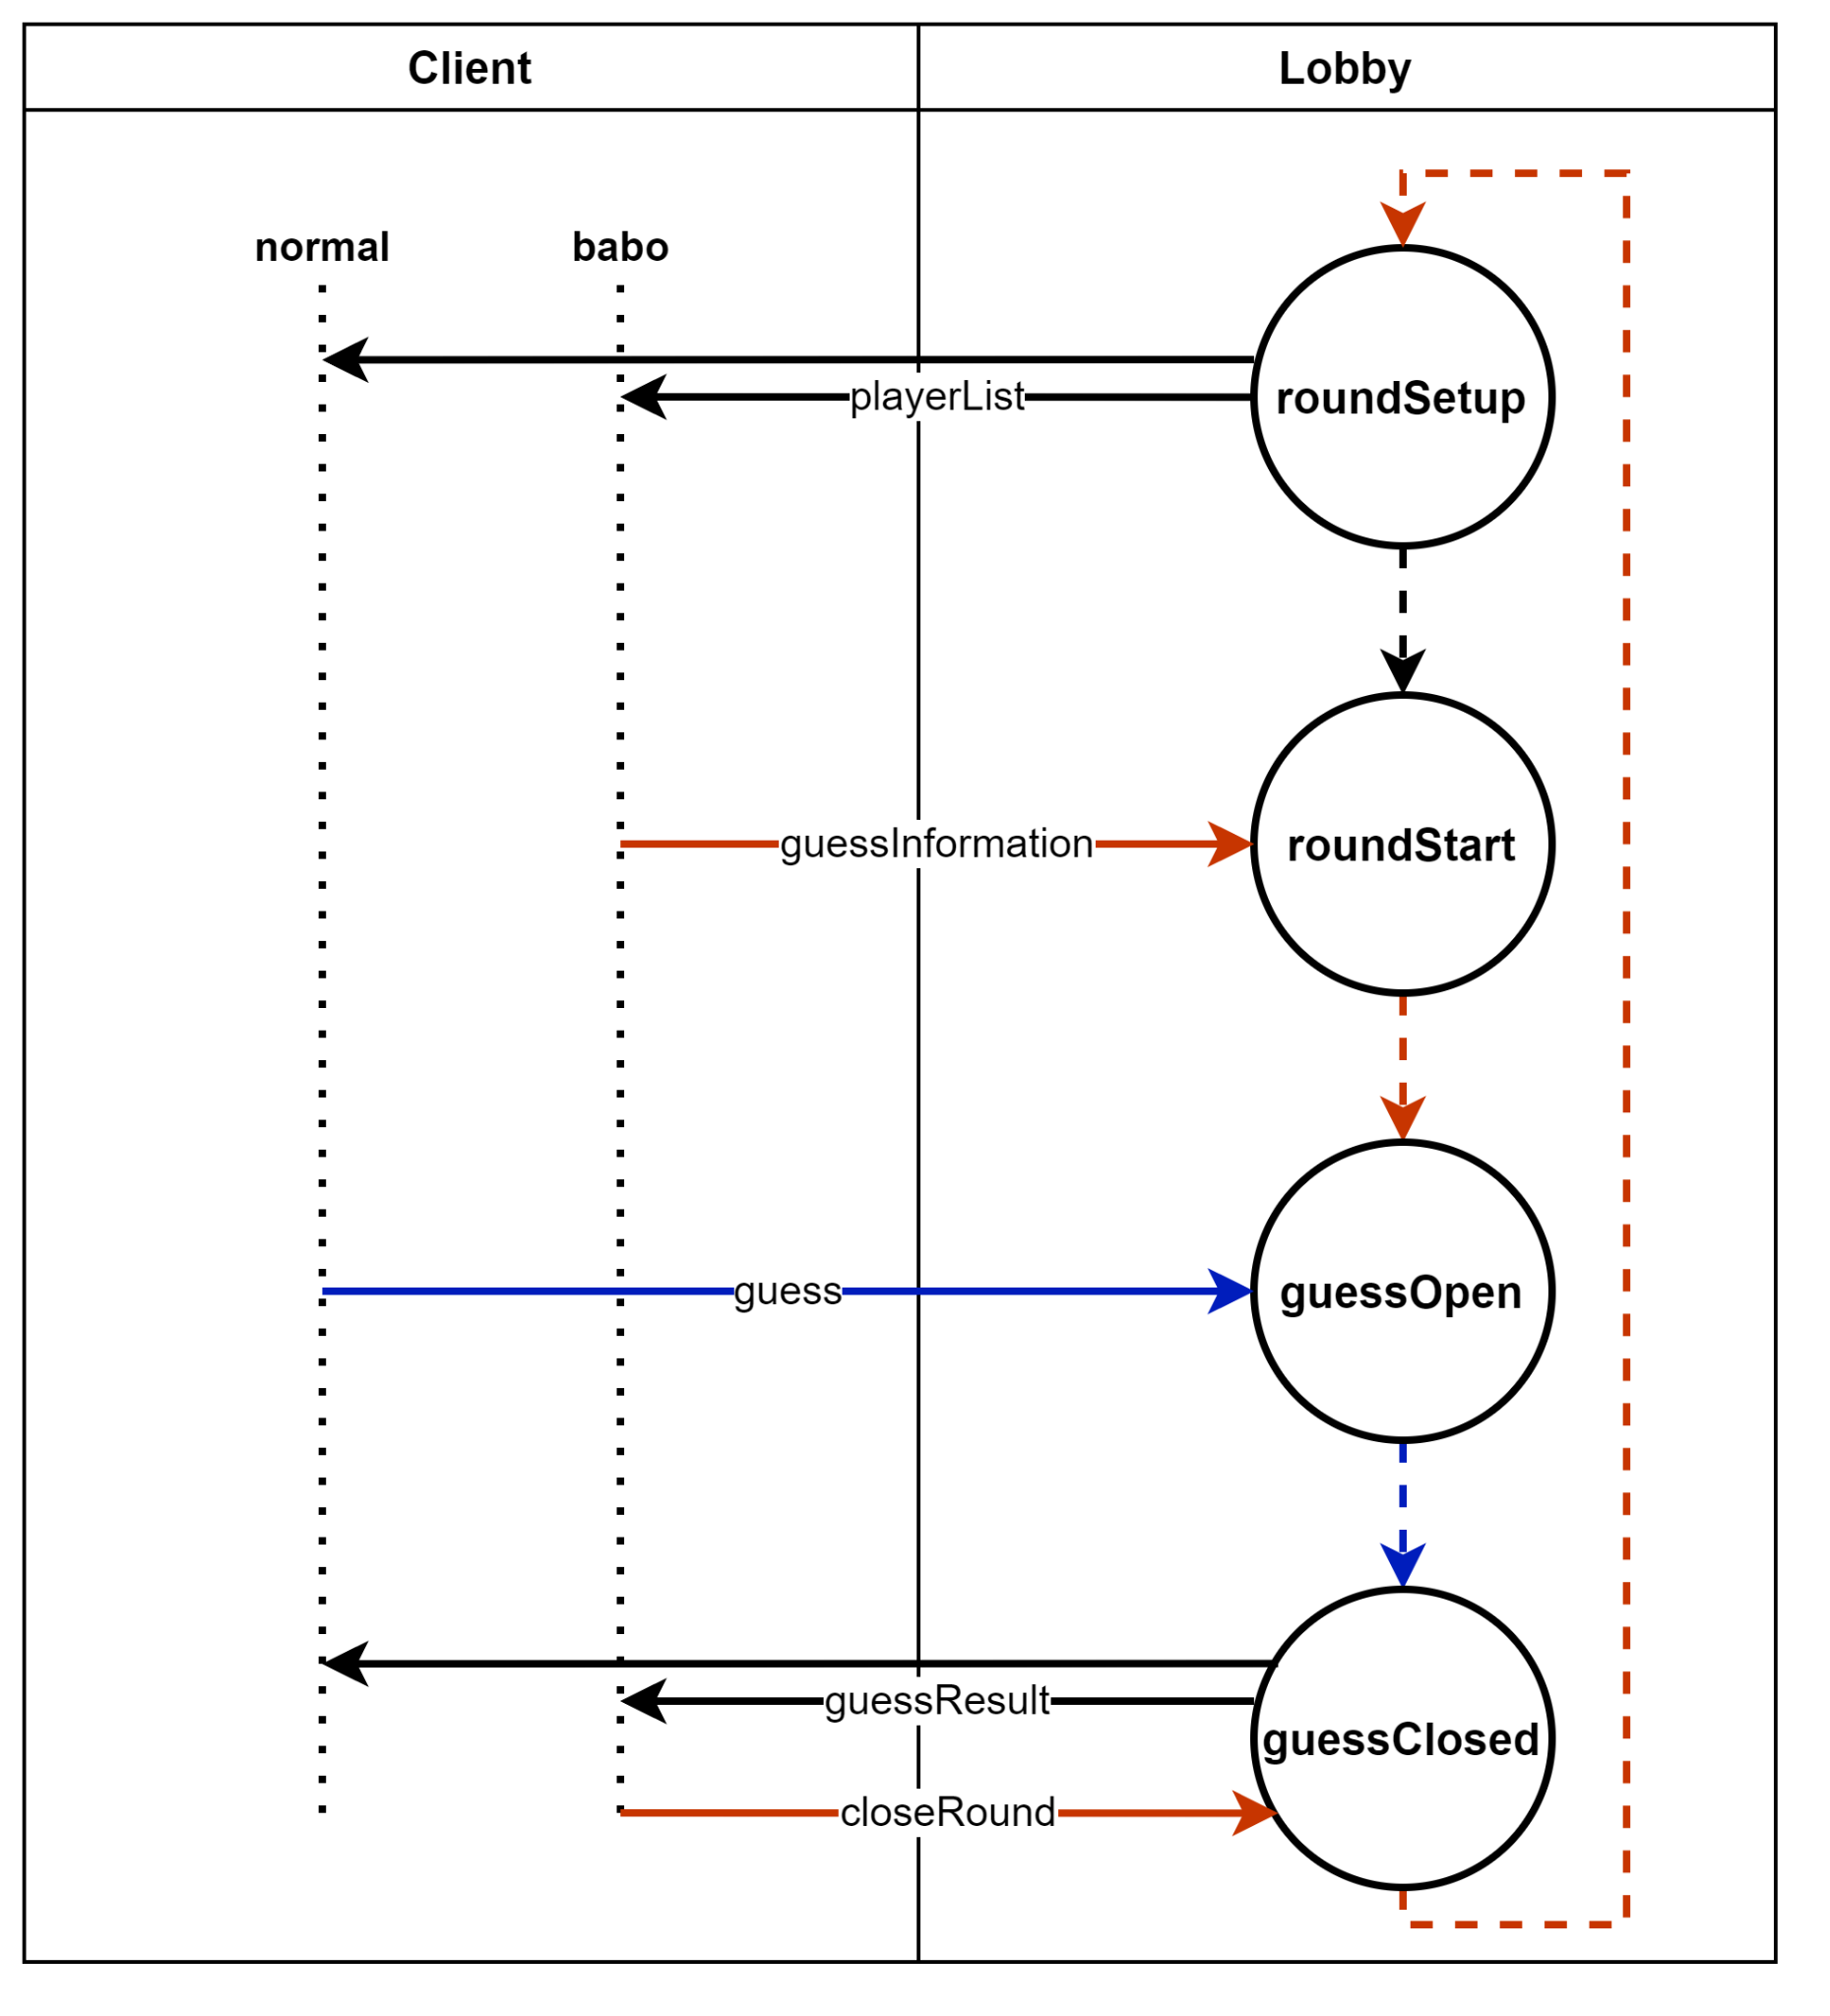 Client
Lobby
normal
babo
playerList
roundSetup
guessInformation
roundStart
guess
guessOpen
guessResult
guessClosed
closeRound